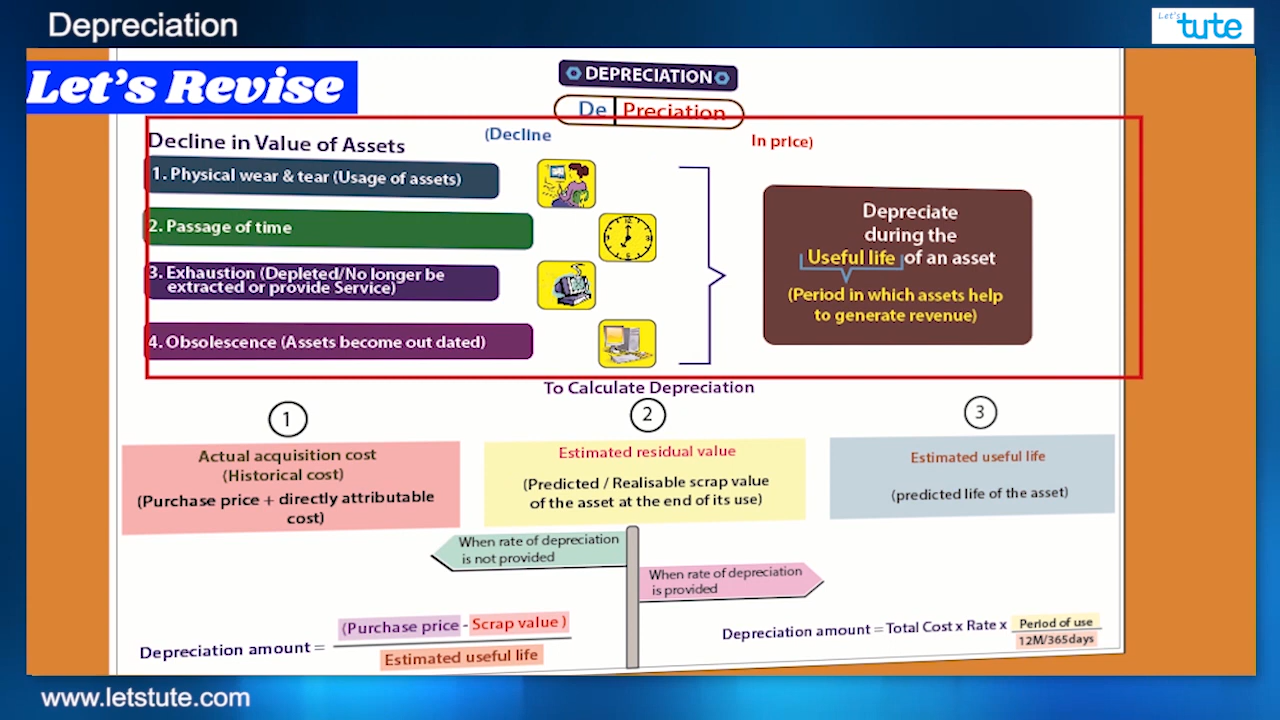 Depreciation
Let's
tute
Let's Revise
DEPRECIATION
De Preciation
(Decline In price)
Decline in Value of Assets
1. Physical wear & tear (Usage of assets)
2. Passage of time
3. Exhaustion (Depleted/No longer be
extracted or provide Service)
4. Obsolescence (Assets become out dated)
Depreciate
during the
Useful life of an asset
(Period in which assets help
to generate revenue)
To Calculate Depreciation
1
Actual acquisition cost
(Historical cost)
(Purchase price + directly attributable
cost)
2
Estimated residual value
(Predicted / Realisable scrap value
of the asset at the end of its use)
3
Estimated useful life
(predicted life of the asset)
When rate of depreciation
is not provided
When rate of depreciation
is provided
Depreciation amount = (Purchase price - Scrap value )
Estimated useful life
Depreciation amount = Total Cost x Rate x Period of use
12M/365days
www.letstute.com